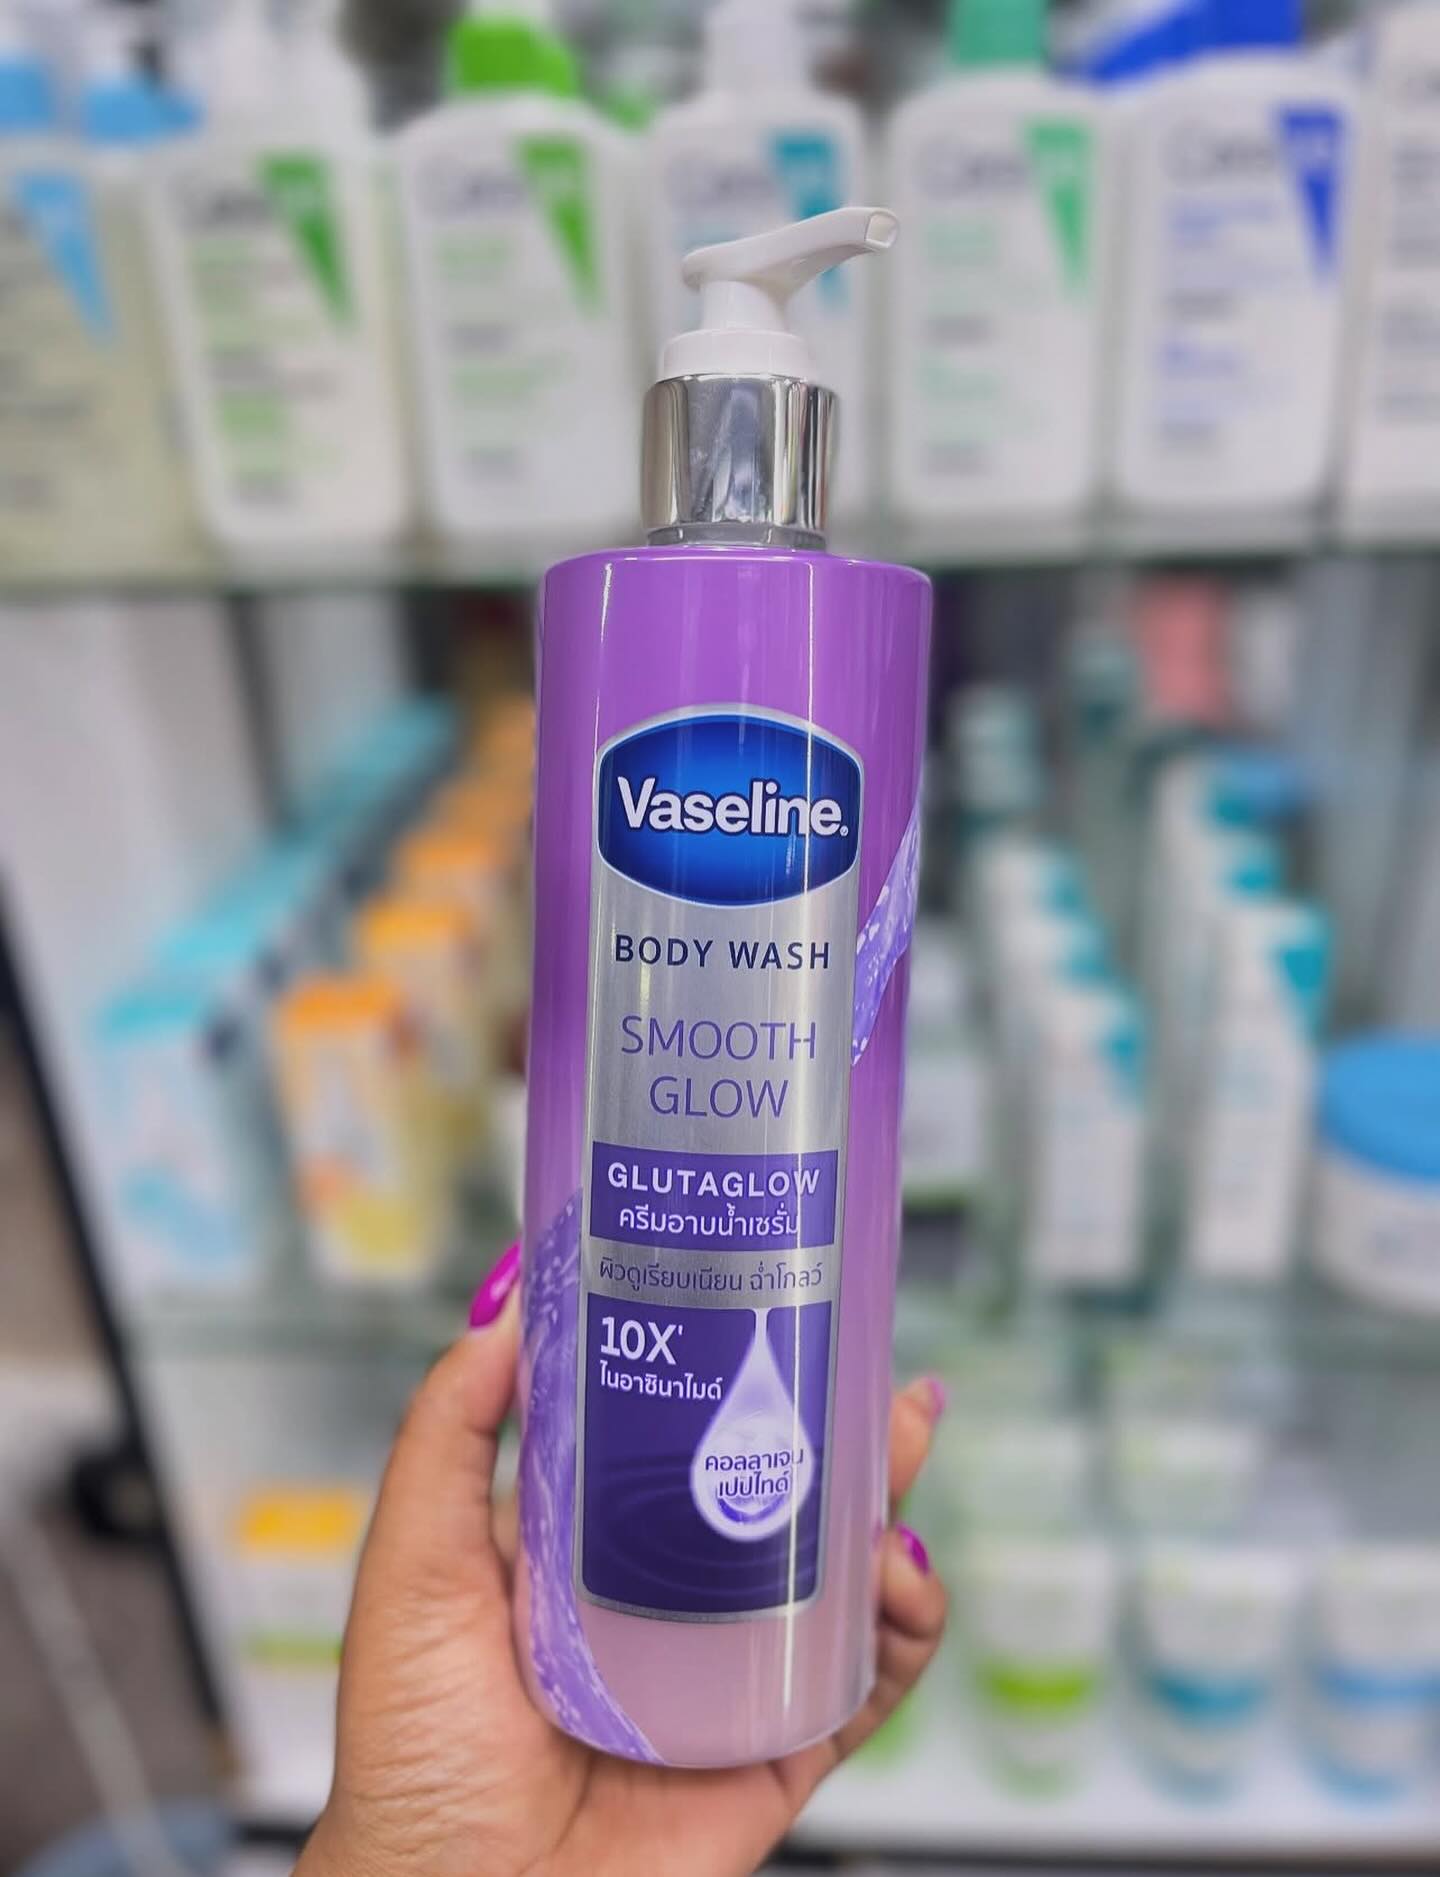 Vaseline.
BODY WASH
SMOOTH
GLOW
GLUTAGLOW
ครีมอาบน้ำเซรั่ม
ผิวดูเรียบเนียน ฉ่ำโกลว์
10X'
ไนอาซินาไมด์
คอลลาเจน
เปปไทด์